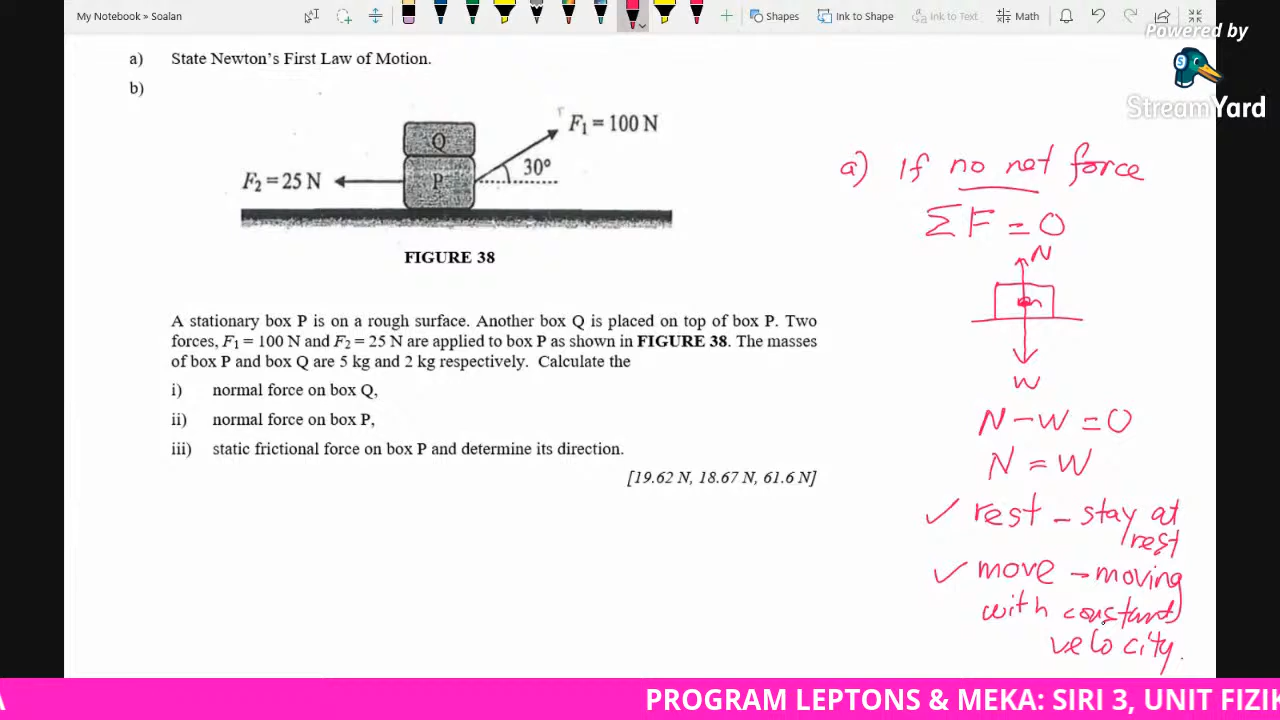 My Notebook » Soalan
Shapes
Ink to Shape
Ink to Text
Math
Powered by
StreamYard
a) State Newton's First Law of Motion.
b)
Q
P
F₁ = 100 N
30°
F₂ = 25 N
FIGURE 38
A stationary box P is on a rough surface. Another box Q is placed on top of box P. Two
forces, F₁ = 100 N and F₂ = 25 N are applied to box P as shown in FIGURE 38. The masses
of box P and box Q are 5 kg and 2 kg respectively. Calculate the
i) normal force on box Q,
ii) normal force on box P,
iii) static frictional force on box P and determine its direction.
[19.62 N, 18.67 N, 61.6 N]
a) If no net force
ΣF = 0
N
m
W
N - W = 0
N = W
✓ rest - stay at
rest
✓ move - moving
with constant
velocity.
A
PROGRAM LEPTONS & MEKA: SIRI 3, UNIT FIZIK